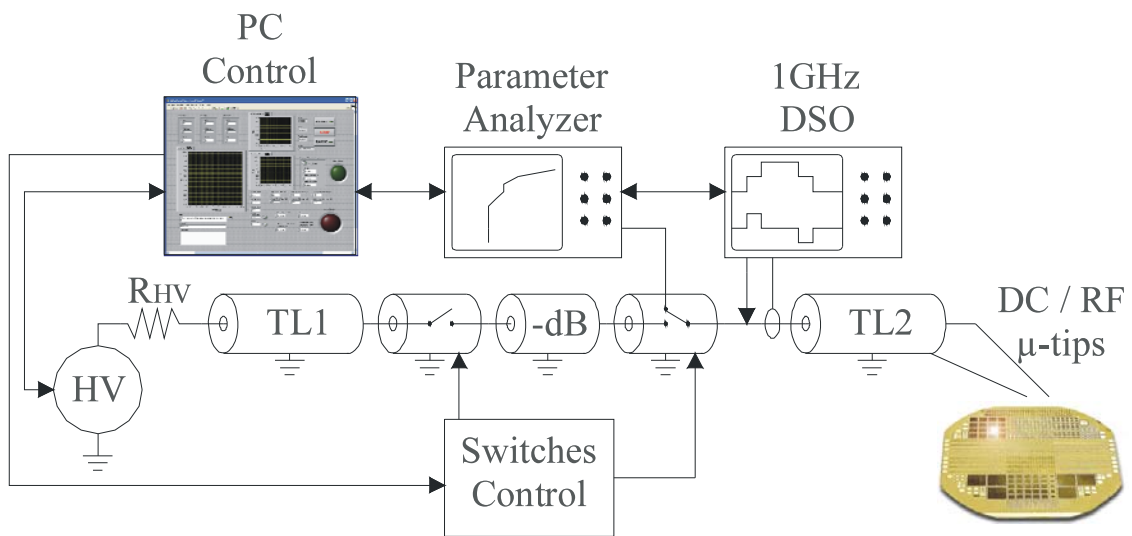 PC
Control
Parameter
Analyzer
1GHz
DSO
RHV
TL1
-dB
TL2
DC / RF
μ-tips
HV
Switches
Control